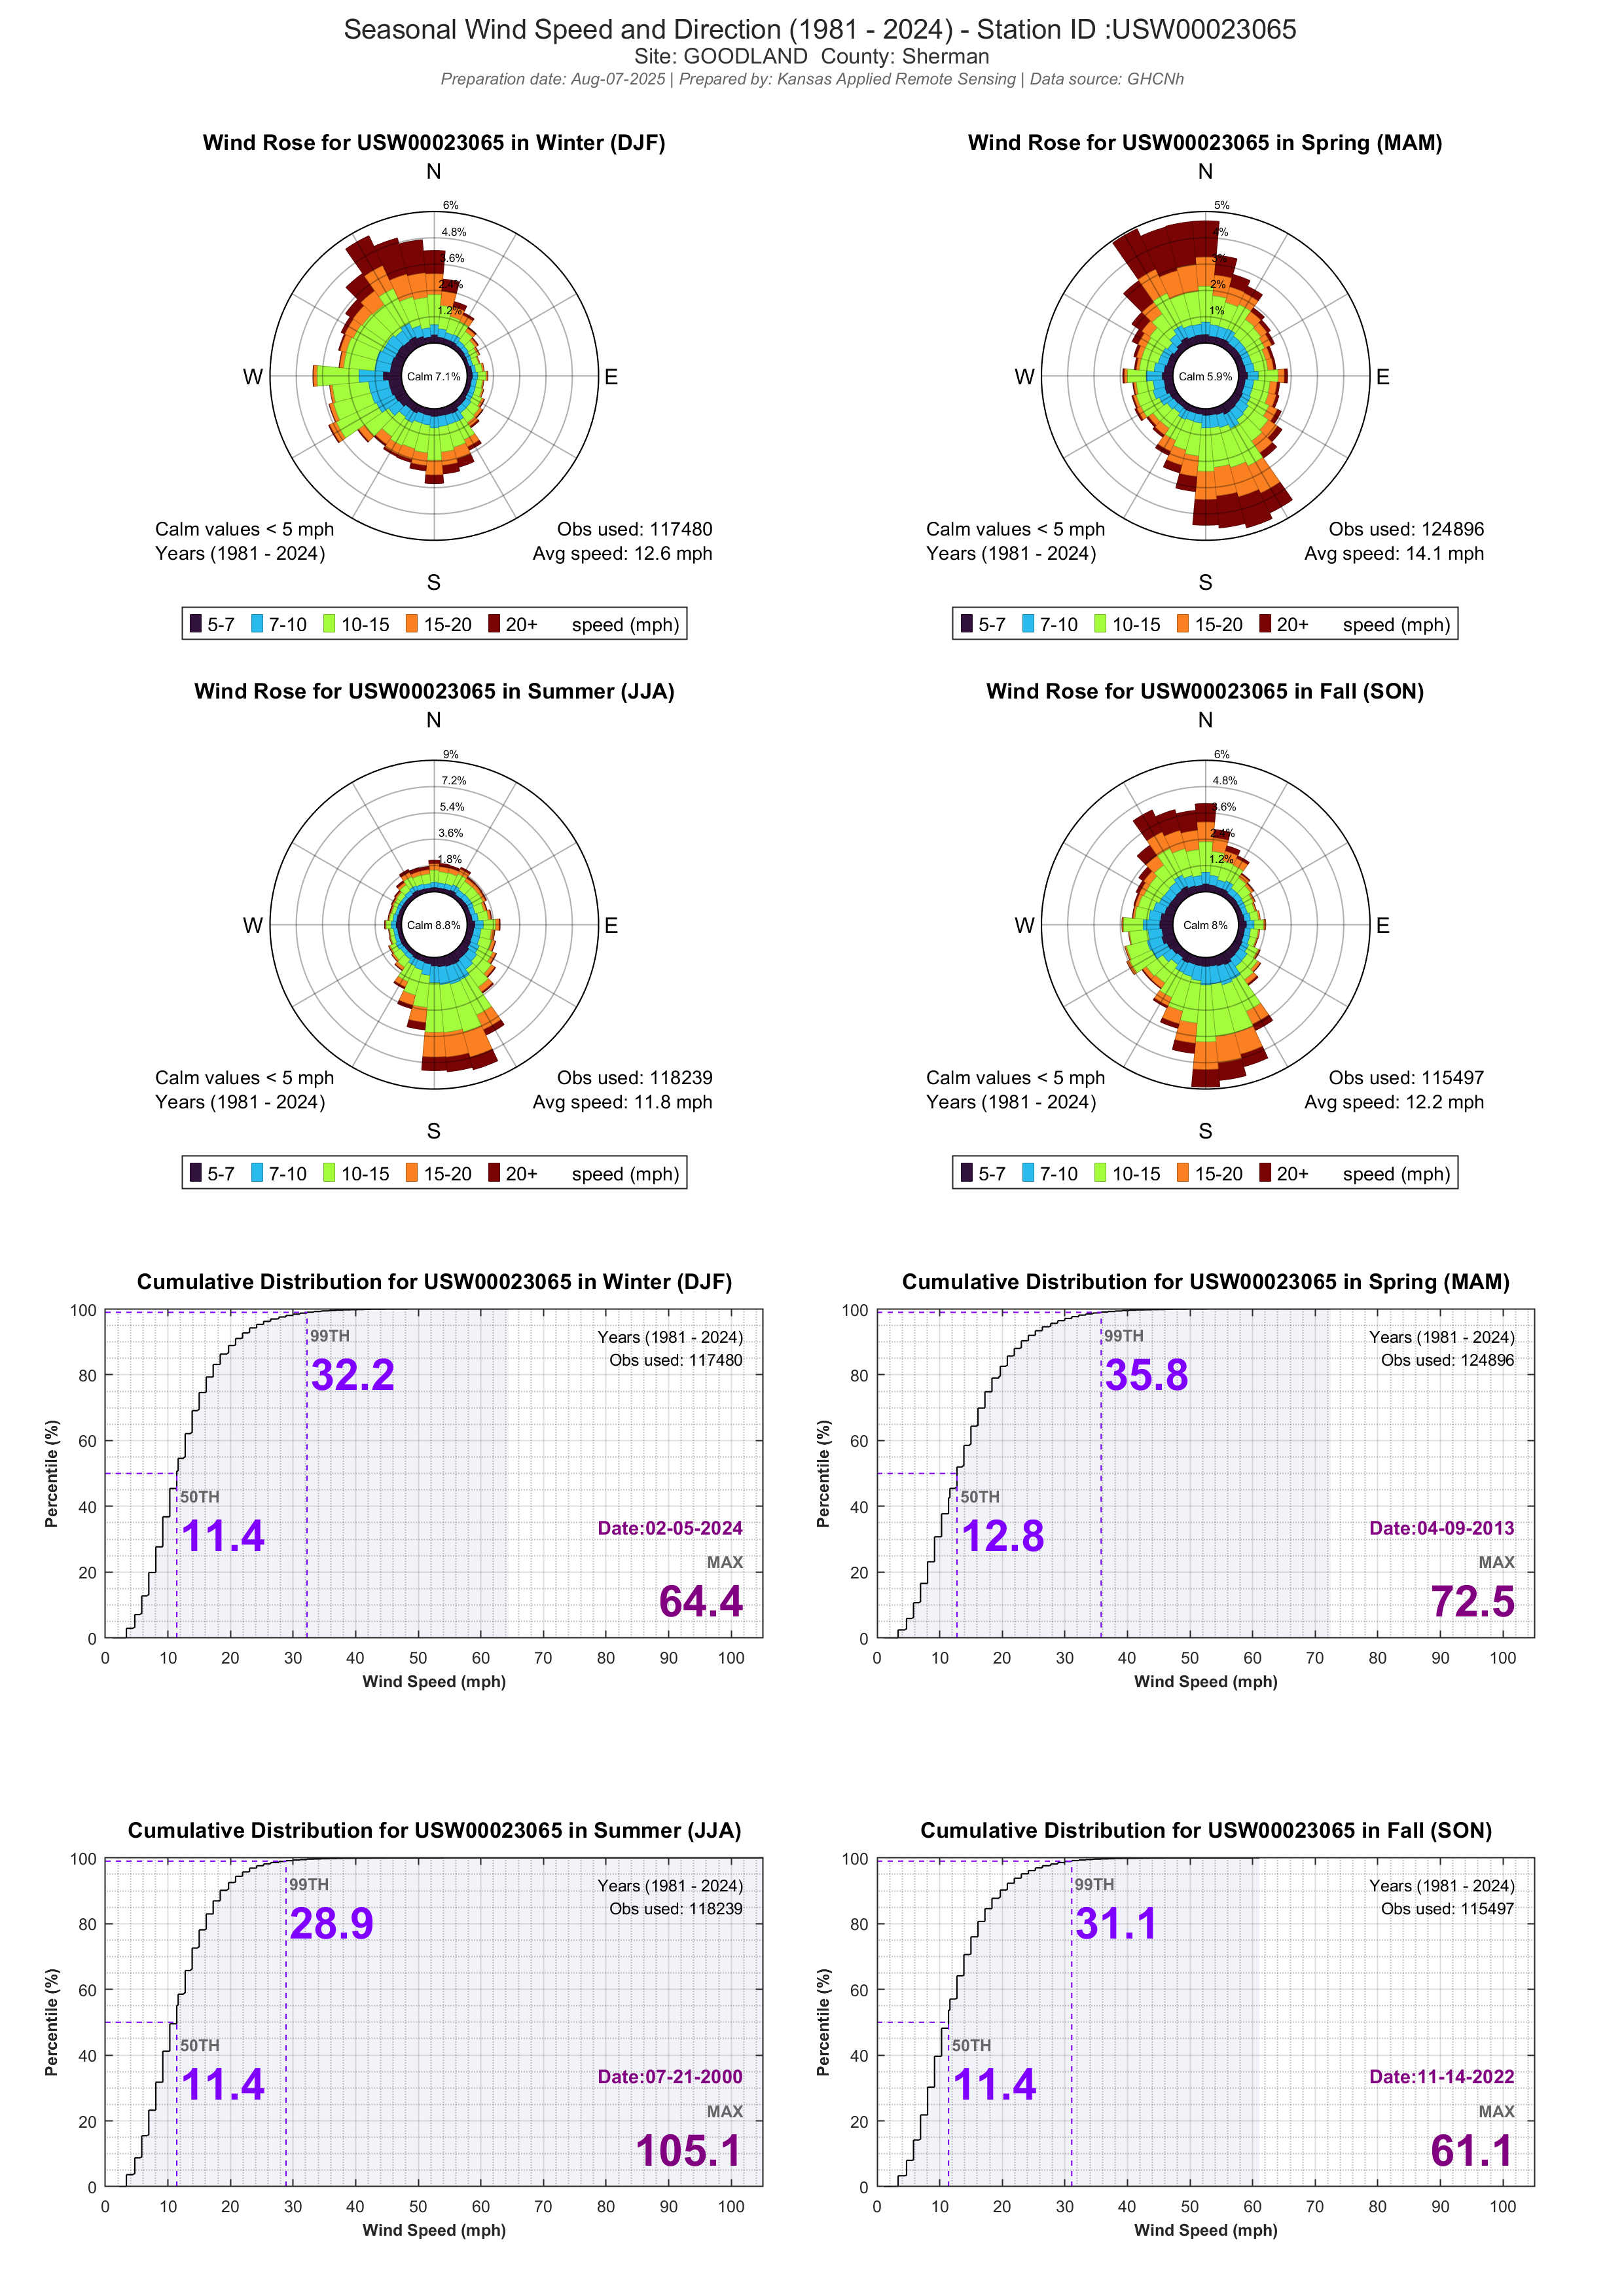 Seasonal Wind Speed and Direction (1981 - 2024) - Station ID :USW00023065
Site: GOODLAND  County: Sherman
Preparation date: Aug-07-2025 | Prepared by: Kansas Applied Remote Sensing | Data source: GHCNh
Wind Rose for USW00023065 in Winter (DJF)
N
6%
4.8%
3.6%
2.4%
1.2%
W
Calm 7.1%
E
Calm values < 5 mph
Years (1981 - 2024)
Obs used: 117480
Avg speed: 12.6 mph
S
5-7 7-10 10-15 15-20 20+ speed (mph)
Wind Rose for USW00023065 in Spring (MAM)
N
5%
4%
3%
2%
1%
W
Calm 5.9%
E
Calm values < 5 mph
Years (1981 - 2024)
Obs used: 124896
Avg speed: 14.1 mph
S
5-7 7-10 10-15 15-20 20+ speed (mph)
Wind Rose for USW00023065 in Summer (JJA)
N
9%
7.2%
5.4%
3.6%
1.8%
W
Calm 8.8%
E
Calm values < 5 mph
Years (1981 - 2024)
Obs used: 118239
Avg speed: 11.8 mph
S
5-7 7-10 10-15 15-20 20+ speed (mph)
Wind Rose for USW00023065 in Fall (SON)
N
6%
4.8%
3.6%
2.4%
1.2%
W
Calm 8%
E
Calm values < 5 mph
Years (1981 - 2024)
Obs used: 115497
Avg speed: 12.2 mph
S
5-7 7-10 10-15 15-20 20+ speed (mph)
Cumulative Distribution for USW00023065 in Winter (DJF)
100
80
60
40
20
0
Percentile (%)
99TH
32.2
Years (1981 - 2024)
Obs used: 117480
50TH
11.4
Date:02-05-2024
MAX
64.4
0 10 20 30 40 50 60 70 80 90 100
Wind Speed (mph)
Cumulative Distribution for USW00023065 in Spring (MAM)
100
80
60
40
20
0
Percentile (%)
99TH
35.8
Years (1981 - 2024)
Obs used: 124896
50TH
12.8
Date:04-09-2013
MAX
72.5
0 10 20 30 40 50 60 70 80 90 100
Wind Speed (mph)
Cumulative Distribution for USW00023065 in Summer (JJA)
100
80
60
40
20
0
Percentile (%)
99TH
28.9
Years (1981 - 2024)
Obs used: 118239
50TH
11.4
Date:07-21-2000
MAX
105.1
0 10 20 30 40 50 60 70 80 90 100
Wind Speed (mph)
Cumulative Distribution for USW00023065 in Fall (SON)
100
80
60
40
20
0
Percentile (%)
99TH
31.1
Years (1981 - 2024)
Obs used: 115497
50TH
11.4
Date:11-14-2022
MAX
61.1
0 10 20 30 40 50 60 70 80 90 100
Wind Speed (mph)